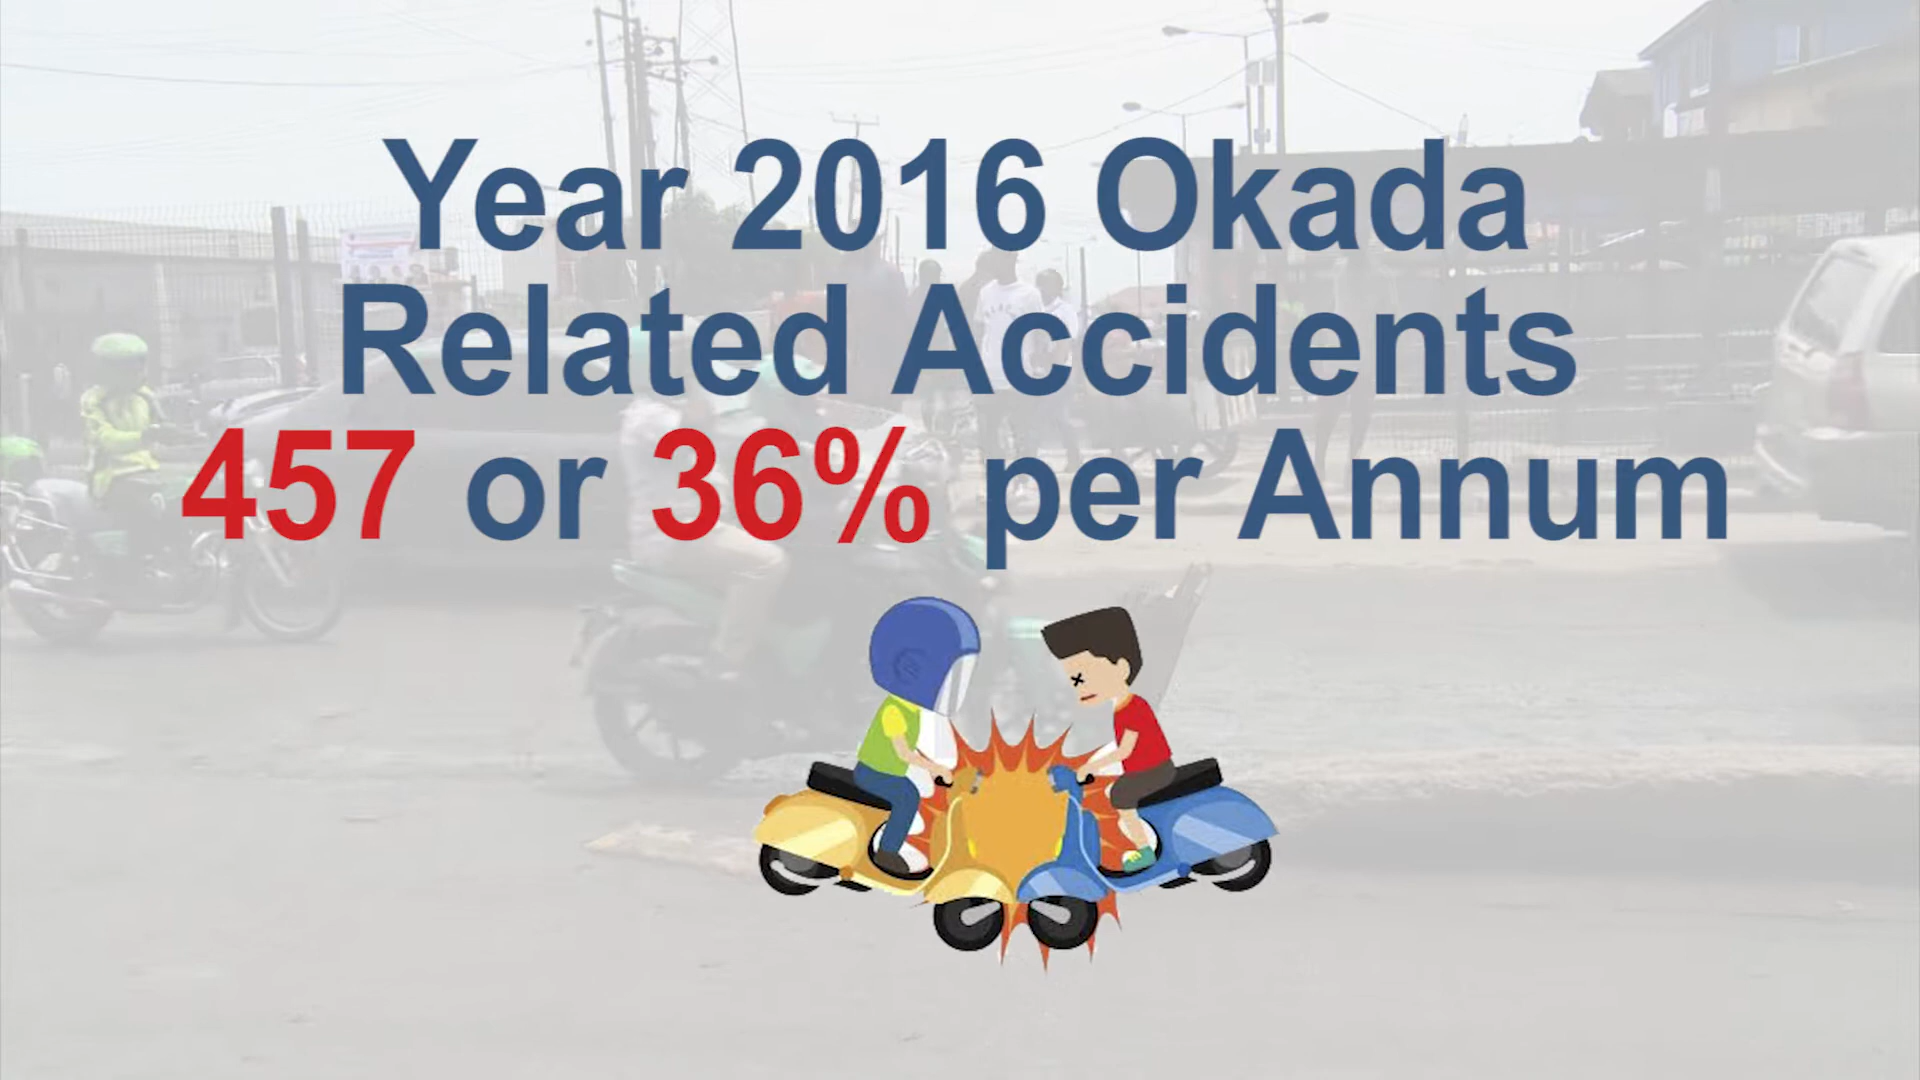 Year 2016 Okada
Related Accidents
457 or 36% per Annum